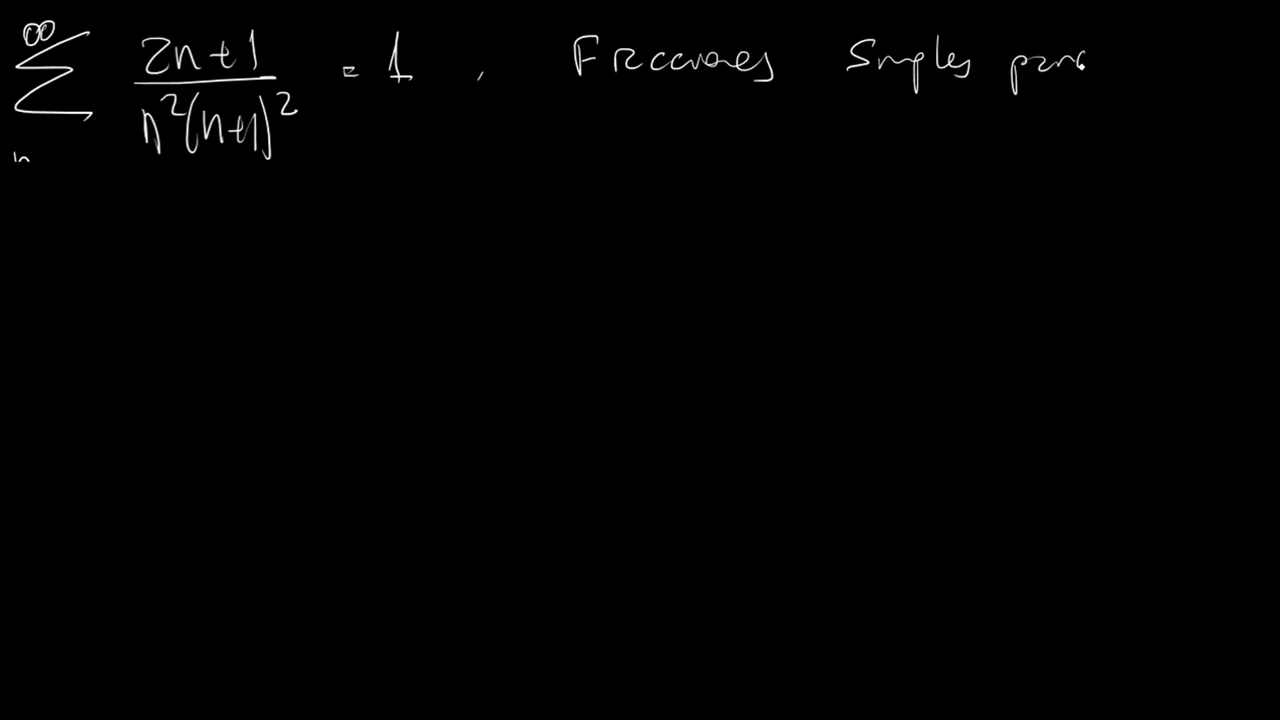 ∞
∑ (2n+1)/(n²(n+1)²) = 1 , Fracciones Simples para
n